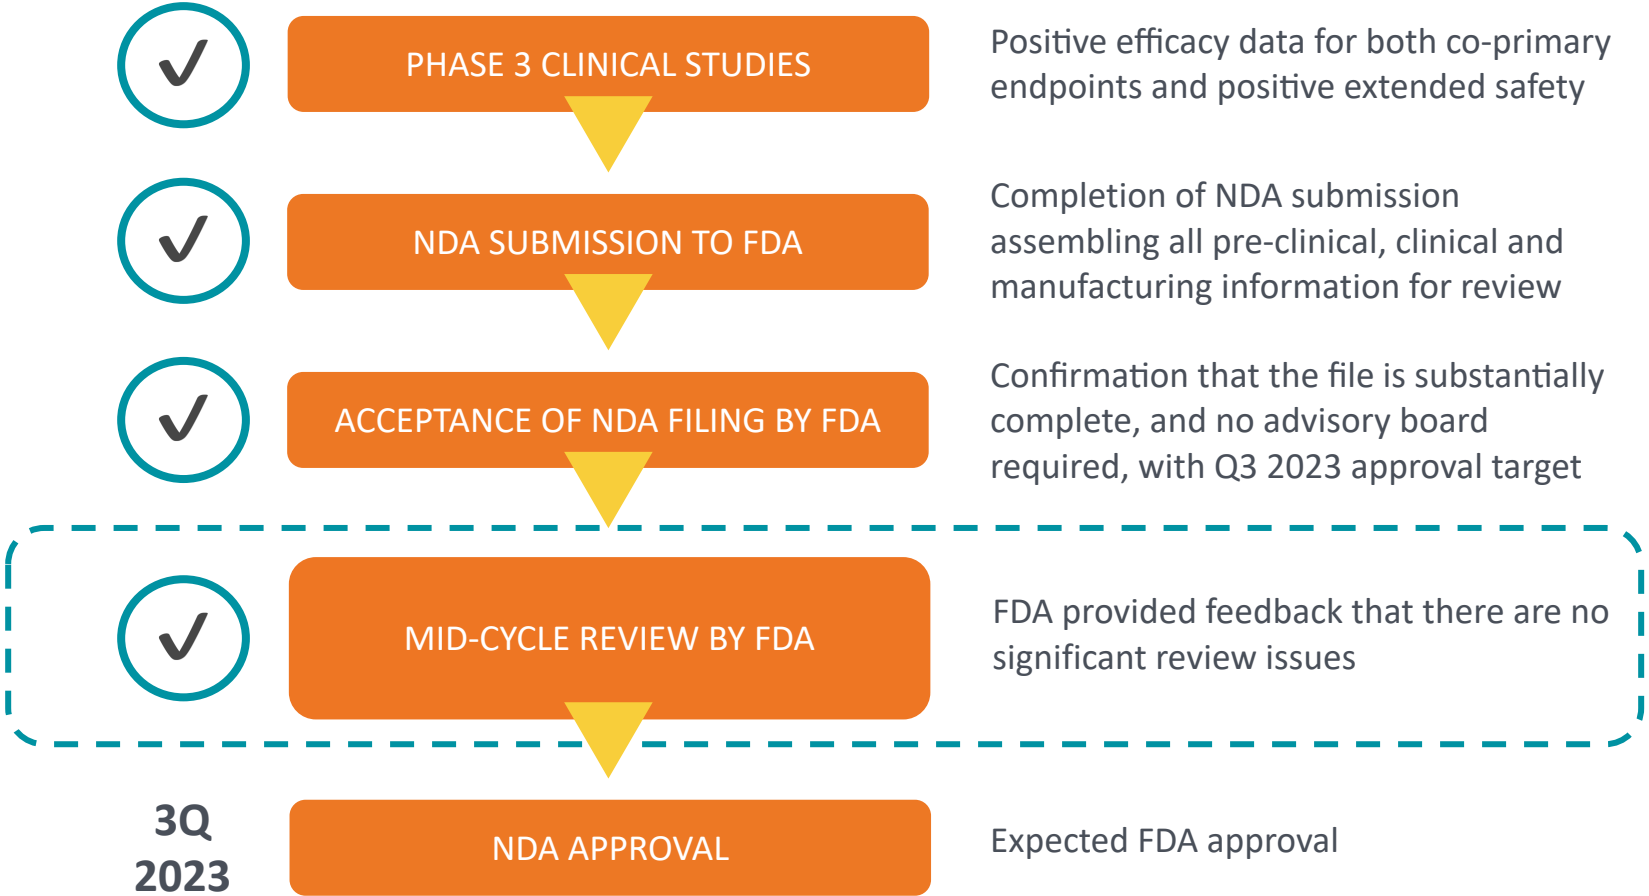 PHASE 3 CLINICAL STUDIES
Positive efficacy data for both co-primary
endpoints and positive extended safety
NDA SUBMISSION TO FDA
Completion of NDA submission
assembling all pre-clinical, clinical and
manufacturing information for review
ACCEPTANCE OF NDA FILING BY FDA
Confirmation that the file is substantially
complete, and no advisory board
required, with Q3 2023 approval target
MID-CYCLE REVIEW BY FDA
FDA provided feedback that there are no
significant review issues
3Q
2023
NDA APPROVAL
Expected FDA approval